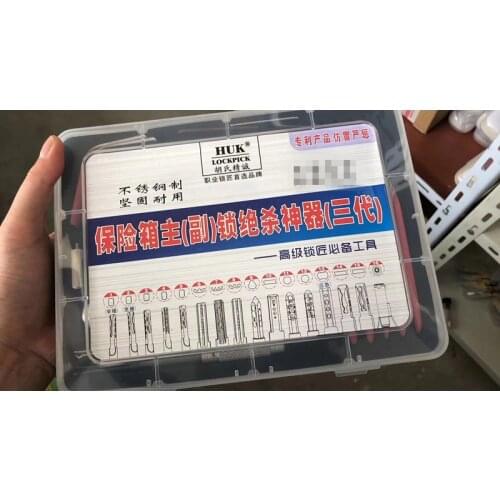 HUK®
LOCKPICK
胡氏精诚
职业锁匠首选品牌
专利产品 仿冒严惩
不锈钢制
坚固耐用
保险箱主(副)锁绝杀神器(三代)
——高级锁匠必备工具